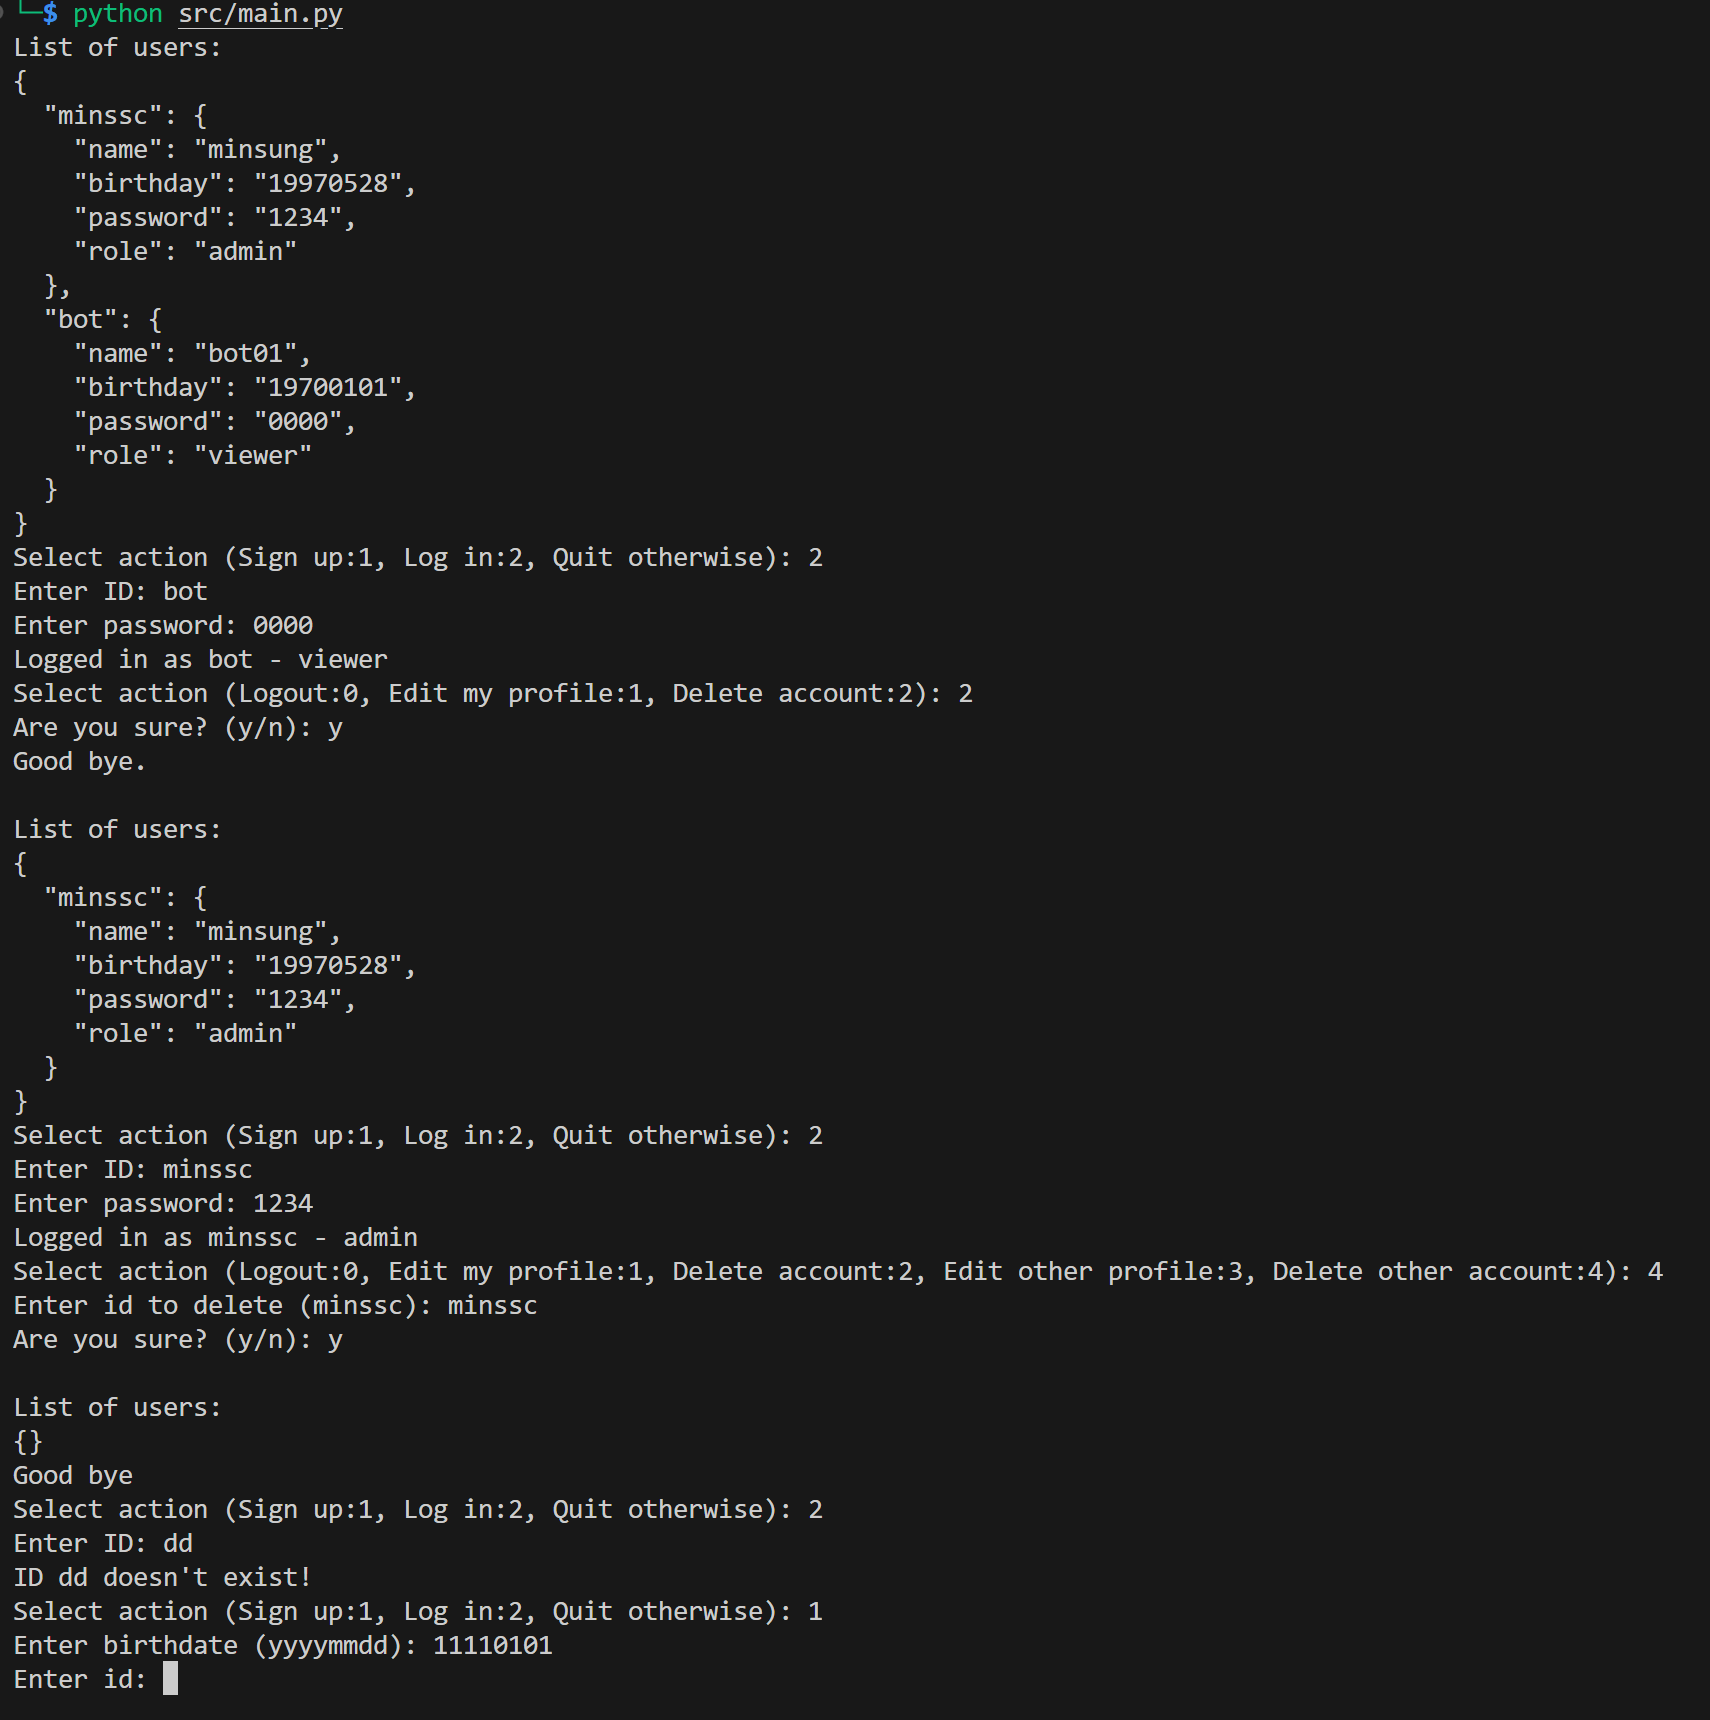 └─$ python src/main.py
List of users:
{
  "minssc": {
    "name": "minsung",
    "birthday": "19970528",
    "password": "1234",
    "role": "admin"
  },
  "bot": {
    "name": "bot01",
    "birthday": "19700101",
    "password": "0000",
    "role": "viewer"
  }
}
Select action (Sign up:1, Log in:2, Quit otherwise): 2
Enter ID: bot
Enter password: 0000
Logged in as bot - viewer
Select action (Logout:0, Edit my profile:1, Delete account:2): 2
Are you sure? (y/n): y
Good bye.

List of users:
{
  "minssc": {
    "name": "minsung",
    "birthday": "19970528",
    "password": "1234",
    "role": "admin"
  }
}
Select action (Sign up:1, Log in:2, Quit otherwise): 2
Enter ID: minssc
Enter password: 1234
Logged in as minssc - admin
Select action (Logout:0, Edit my profile:1, Delete account:2, Edit other profile:3, Delete other account:4): 4
Enter id to delete (minssc): minssc
Are you sure? (y/n): y

List of users:
{}
Good bye
Select action (Sign up:1, Log in:2, Quit otherwise): 2
Enter ID: dd
ID dd doesn't exist!
Select action (Sign up:1, Log in:2, Quit otherwise): 1
Enter birthdate (yyyymmdd): 11110101
Enter id: